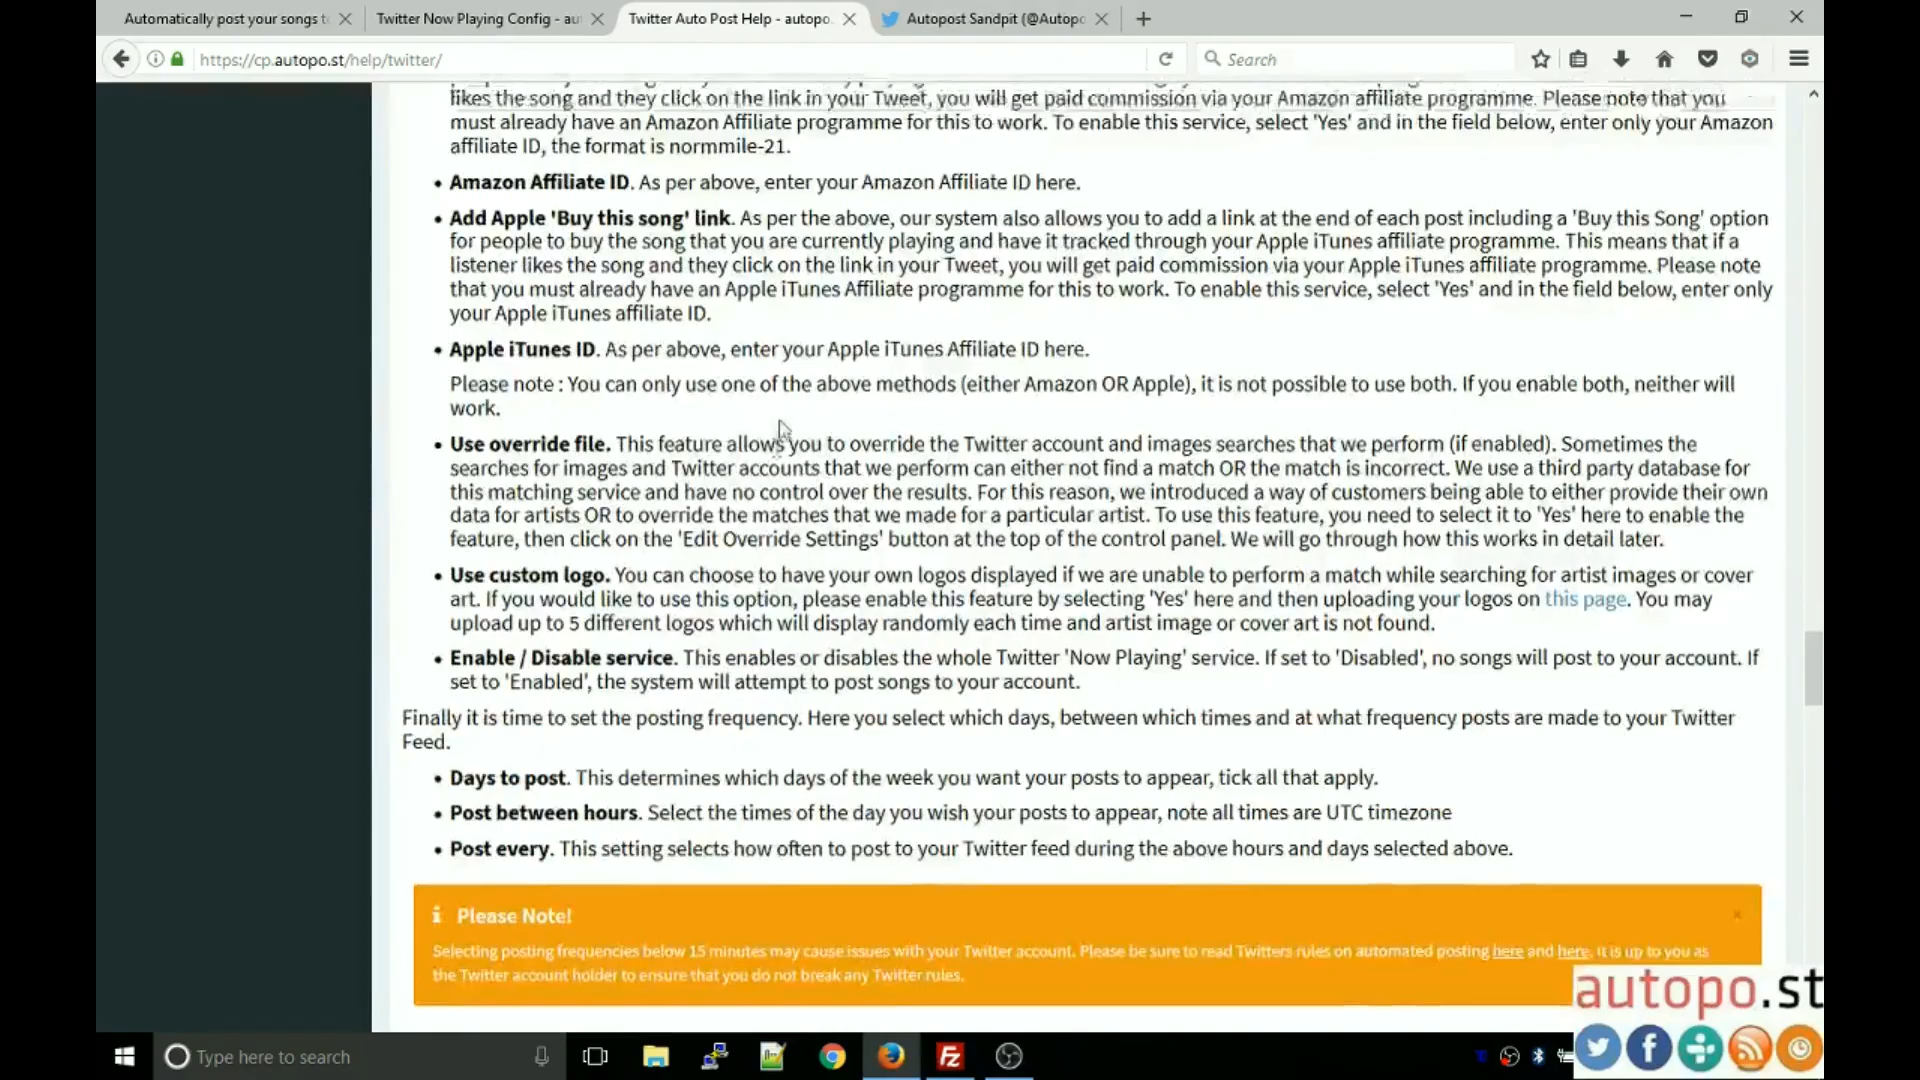 Automatically post your songs t
Twitter Now Playing Config - au
Twitter Auto Post Help - autopo.
Autopost Sandpit (@Autopo
https://cp.autopo.st/help/twitter/
Search
likes the song and they click on the link in your Tweet, you will get paid commission via your Amazon affiliate programme. Please note that you
must already have an Amazon Affiliate programme for this to work. To enable this service, select 'Yes' and in the field below, enter only your Amazon
affiliate ID, the format is normmile-21.
• Amazon Affiliate ID. As per above, enter your Amazon Affiliate ID here.
• Add Apple 'Buy this song' link. As per the above, our system also allows you to add a link at the end of each post including a 'Buy this Song' option
for people to buy the song that you are currently playing and have it tracked through your Apple iTunes affiliate programme. This means that if a
listener likes the song and they click on the link in your Tweet, you will get paid commission via your Apple iTunes affiliate programme. Please note
that you must already have an Apple iTunes Affiliate programme for this to work. To enable this service, select 'Yes' and in the field below, enter only
your Apple iTunes affiliate ID.
• Apple iTunes ID. As per above, enter your Apple iTunes Affiliate ID here.
Please note : You can only use one of the above methods (either Amazon OR Apple), it is not possible to use both. If you enable both, neither will
work.
• Use override file. This feature allows you to override the Twitter account and images searches that we perform (if enabled). Sometimes the
searches for images and Twitter accounts that we perform can either not find a match OR the match is incorrect. We use a third party database for
this matching service and have no control over the results. For this reason, we introduced a way of customers being able to either provide their own
data for artists OR to override the matches that we made for a particular artist. To use this feature, you need to select it to 'Yes' here to enable the
feature, then click on the 'Edit Override Settings' button at the top of the control panel. We will go through how this works in detail later.
• Use custom logo. You can choose to have your own logos displayed if we are unable to perform a match while searching for artist images or cover
art. If you would like to use this option, please enable this feature by selecting 'Yes' here and then uploading your logos on this page. You may
upload up to 5 different logos which will display randomly each time and artist image or cover art is not found.
• Enable / Disable service. This enables or disables the whole Twitter 'Now Playing' service. If set to 'Disabled', no songs will post to your account. If
set to 'Enabled', the system will attempt to post songs to your account.
Finally it is time to set the posting frequency. Here you select which days, between which times and at what frequency posts are made to your Twitter
Feed.
• Days to post. This determines which days of the week you want your posts to appear, tick all that apply.
• Post between hours. Select the times of the day you wish your posts to appear, note all times are UTC timezone
• Post every. This setting selects how often to post to your Twitter feed during the above hours and days selected above.
Please Note!
Selecting posting frequencies below 15 minutes may cause issues with your Twitter account. Please be sure to read Twitters rules on automated posting here and here, it is up to you as
the Twitter account holder to ensure that you do not break any Twitter rules.
autopo.st
Type here to search